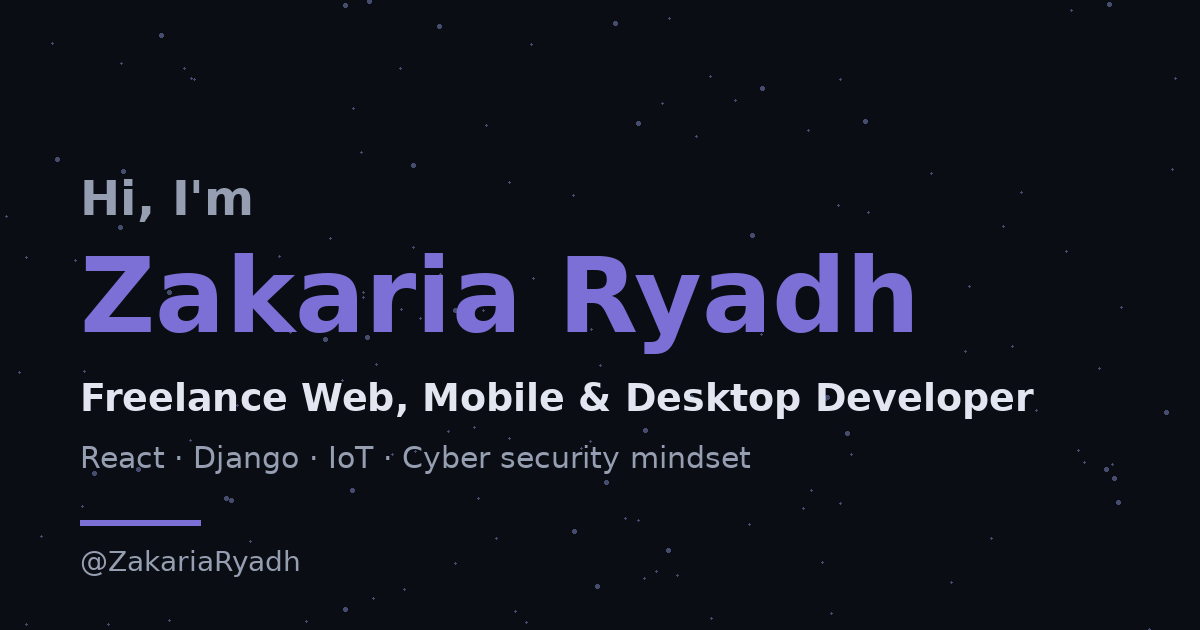 Hi, I'm
Zakaria Ryadh
Freelance Web, Mobile & Desktop Developer
React · Django · IoT · Cyber security mindset
@ZakariaRyadh